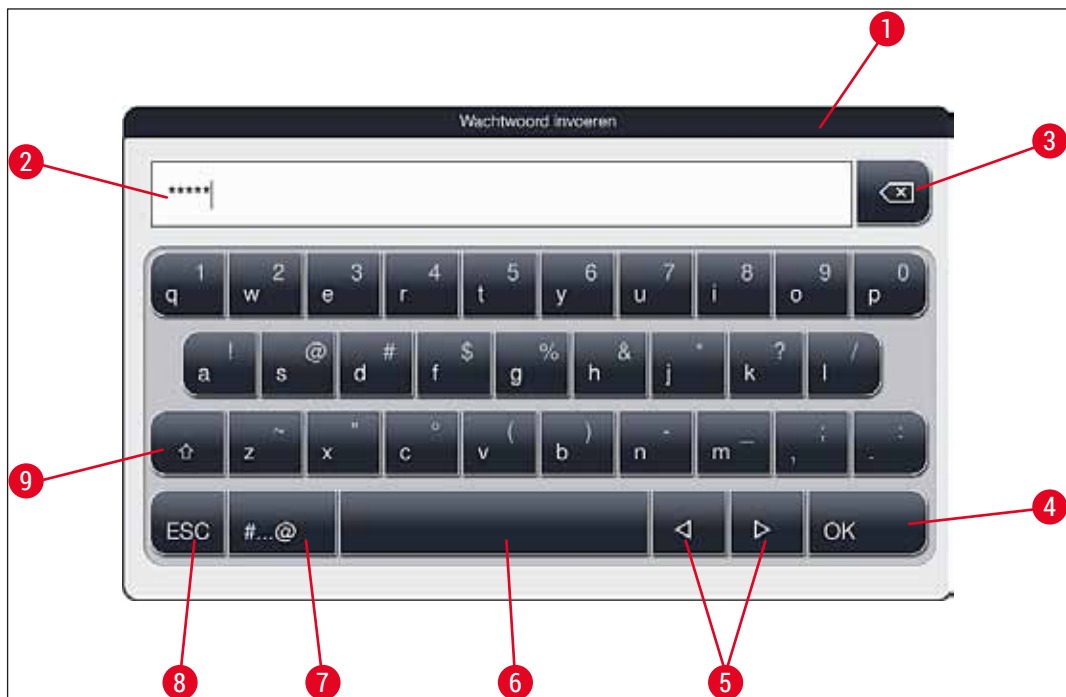 1
Wachtwoord invoeren
2
*****
3
1 2 3 4 5 6 7 8 9 0
q w e r t y u i o p
! @ # $ % & * ? /
a s d f g h j k l
~ " ° ( ) - _ ; :
z x c v b n m , .
9
ESC #...@ OK
4
8 7 6 5